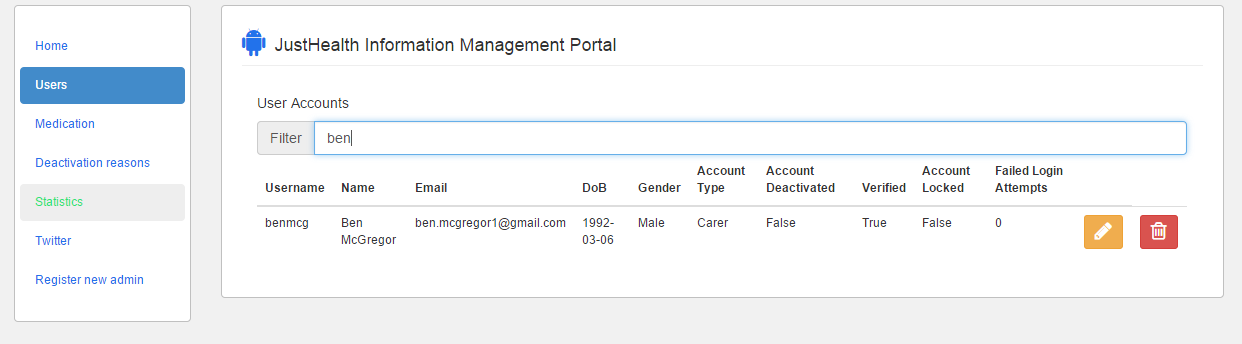 Home
Users
Medication
Deactivation reasons
Statistics
Twitter
Register new admin
JustHealth Information Management Portal
User Accounts
Filter ben
Username Name Email DoB Gender Account Type Account Deactivated Verified Account Locked Failed Login Attempts
benmcg Ben McGregor ben.mcgregor1@gmail.com 1992-03-06 Male Carer False True False 0